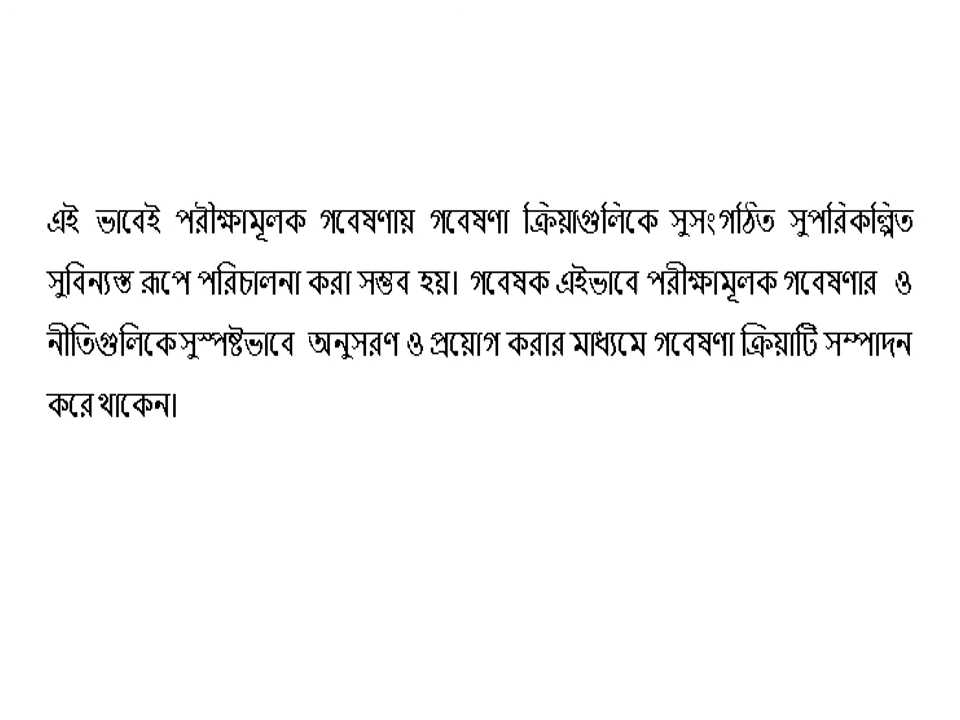 এই ভাবেই পরীক্ষামূলক গবেষণায় গবেষণা ক্রিয়াগুলিকে সুসংগঠিত সুপরিকল্পিত
সুবিন্যস্ত রূপে পরিচালনা করা সম্ভব হয়। গবেষক এইভাবে পরীক্ষামূলক গবেষণার ও
নীতিগুলিকে সুস্পষ্টভাবে অনুসরণ ও প্রয়োগ করার মাধ্যমে গবেষণা ক্রিয়াটি সম্পাদন
করে থাকেন।